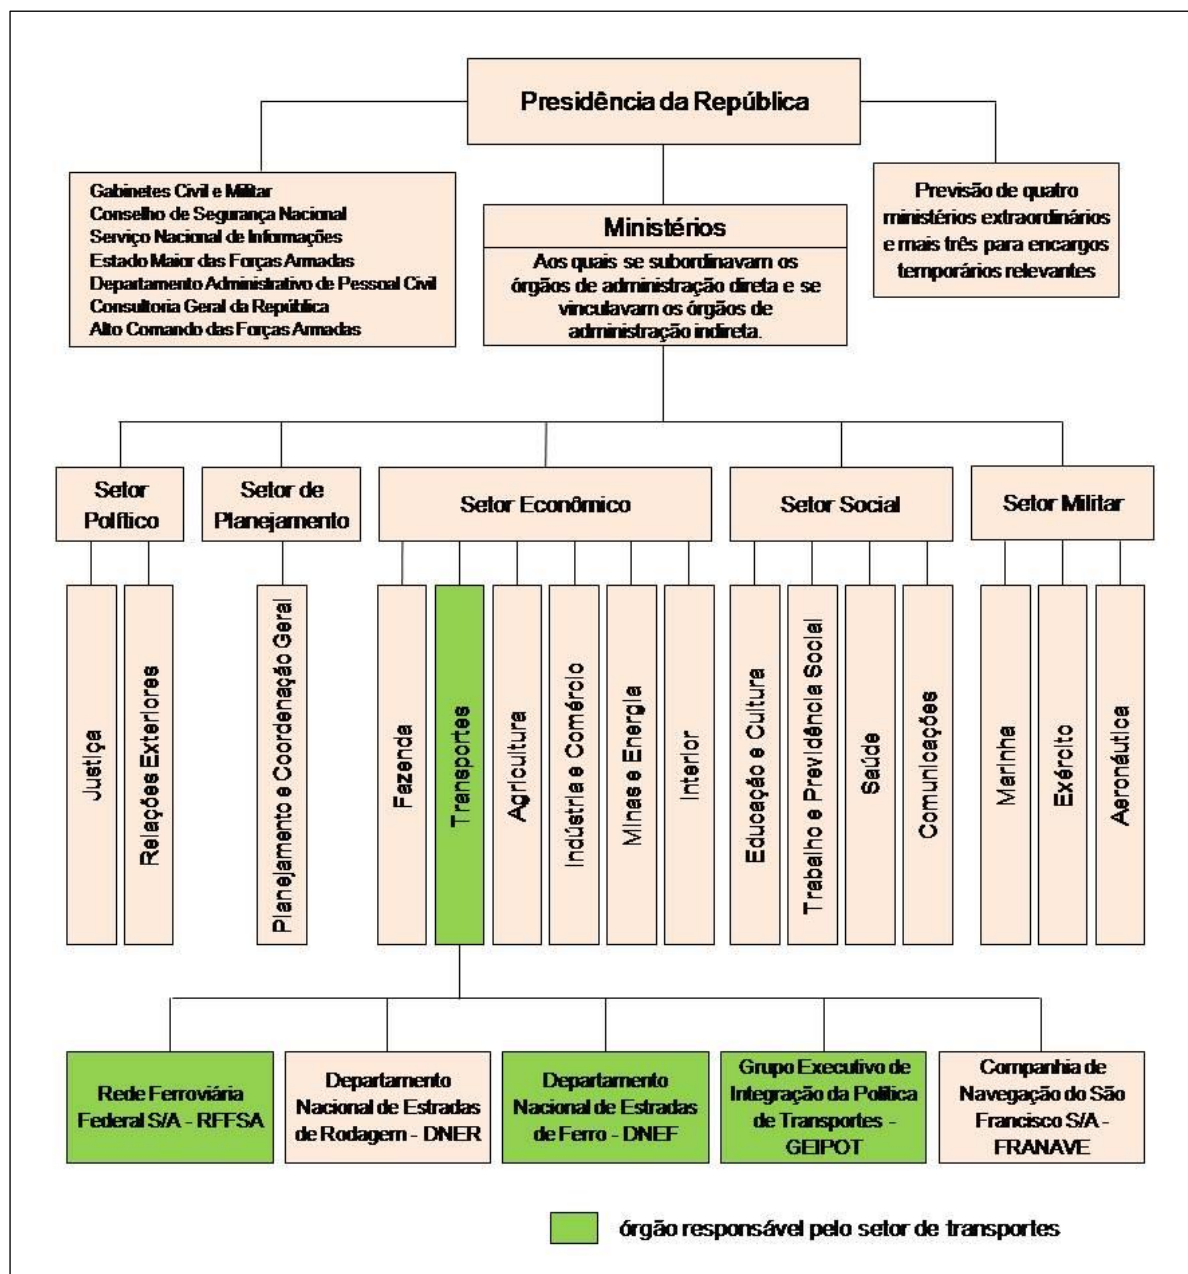 Presidência da República
Gabinetes Civil e Militar
Conselho de Segurança Nacional
Serviço Nacional de Informações
Estado Maior das Forças Armadas
Departamento Administrativo de Pessoal Civil
Consultoria Geral da República
Alto Comando das Forças Armadas
Ministérios
Aos quais se subordinavam os
órgãos de administração direta e se
vinculavam os órgãos de
administração indireta.
Previsão de quatro
ministérios extraordinários
e mais três para encargos
temporários relevantes
Setor
Político
Setor de
Planejamento
Setor Econômico
Setor Social
Setor Militar
Justiça
Relações Exteriores
Planejamento e Coordenação Geral
Fazenda
Transportes
Agricultura
Indústria e Comércio
Minas e Energia
Interior
Educação e Cultura
Trabalho e Previdência Social
Saúde
Comunicações
Marinha
Exército
Aeronáutica
Rede Ferroviária
Federal S/A - RFFSA
Departamento
Nacional de Estradas
de Rodagem - DNER
Departamento
Nacional de Estradas
de Ferro - DNEF
Grupo Executivo de
Integração da Política
de Transportes -
GEIPOT
Companhia de
Navegação do São
Francisco S/A -
FRANAVE
órgão responsável pelo setor de transportes